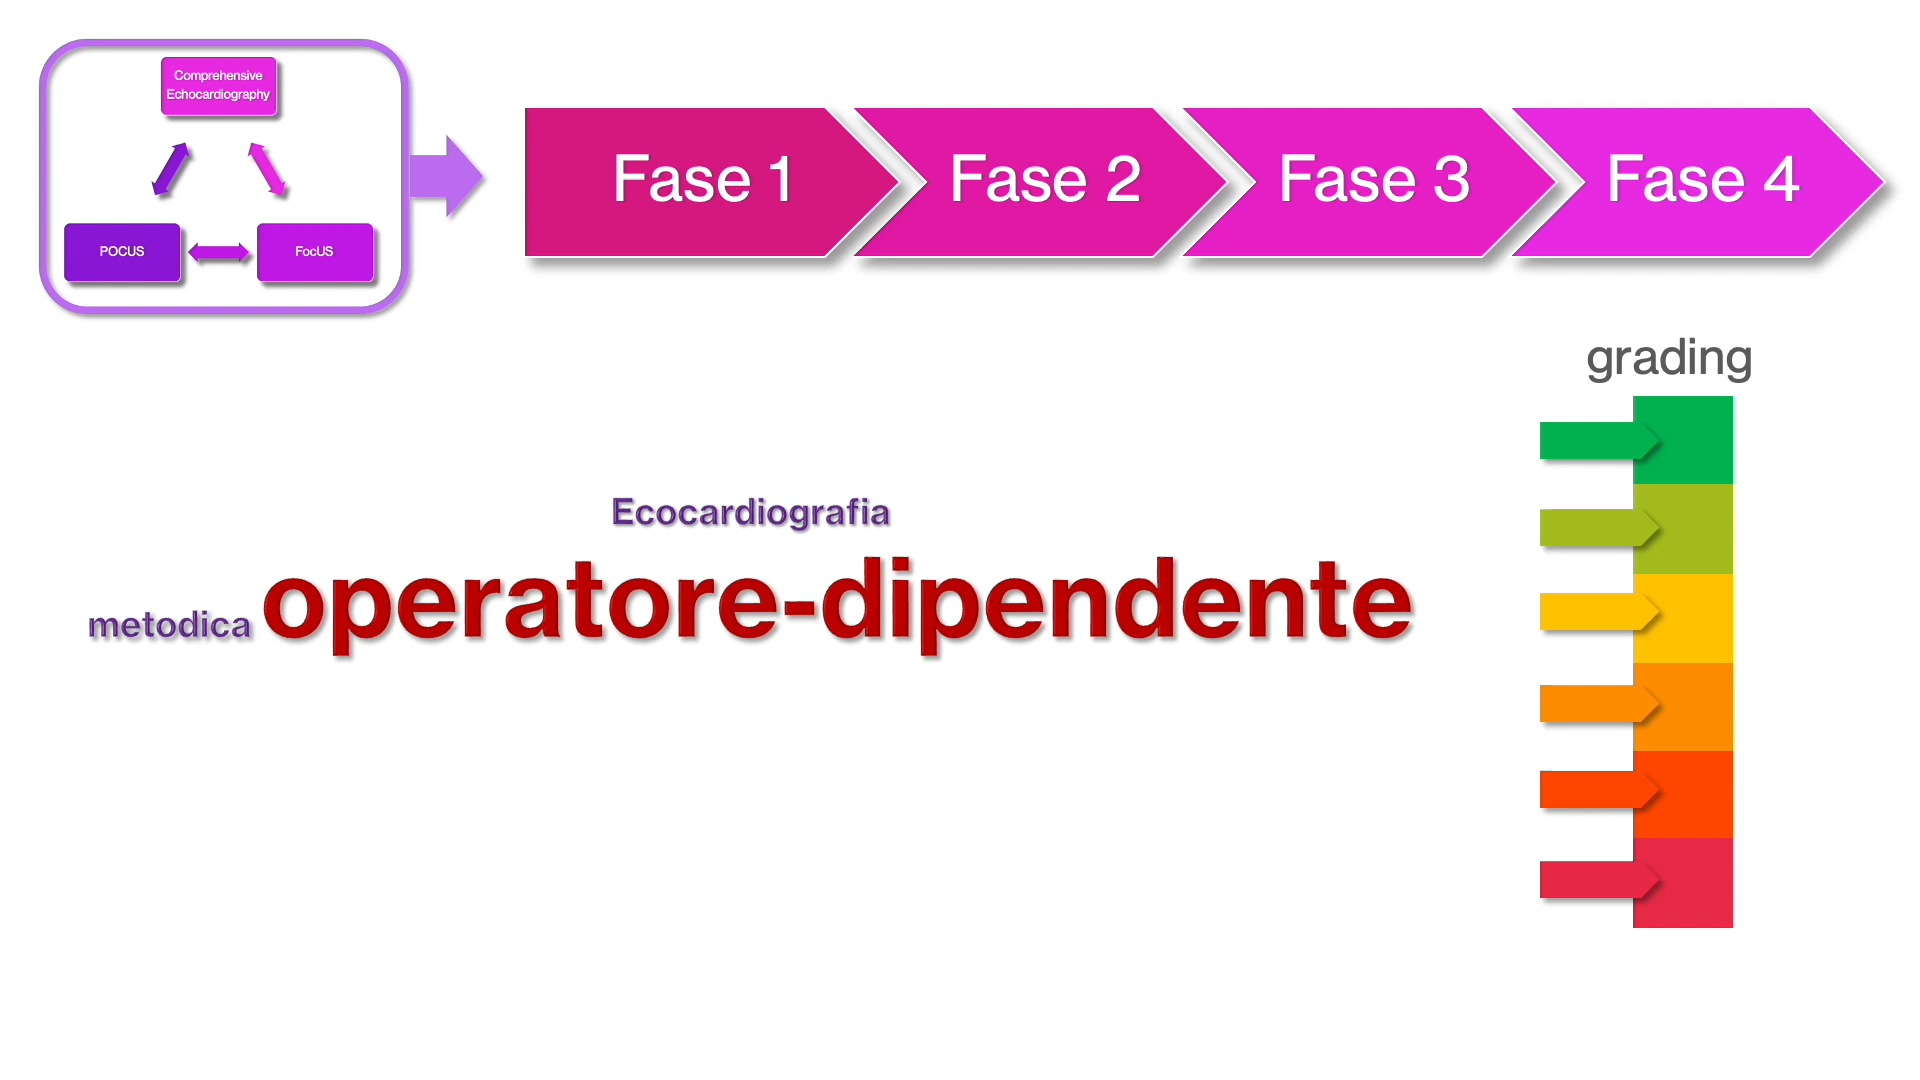 Comprehensive
Echocardiography
POCUS
FocUS
Fase 1
Fase 2
Fase 3
Fase 4
grading
Ecocardiografia
metodica operatore-dipendente